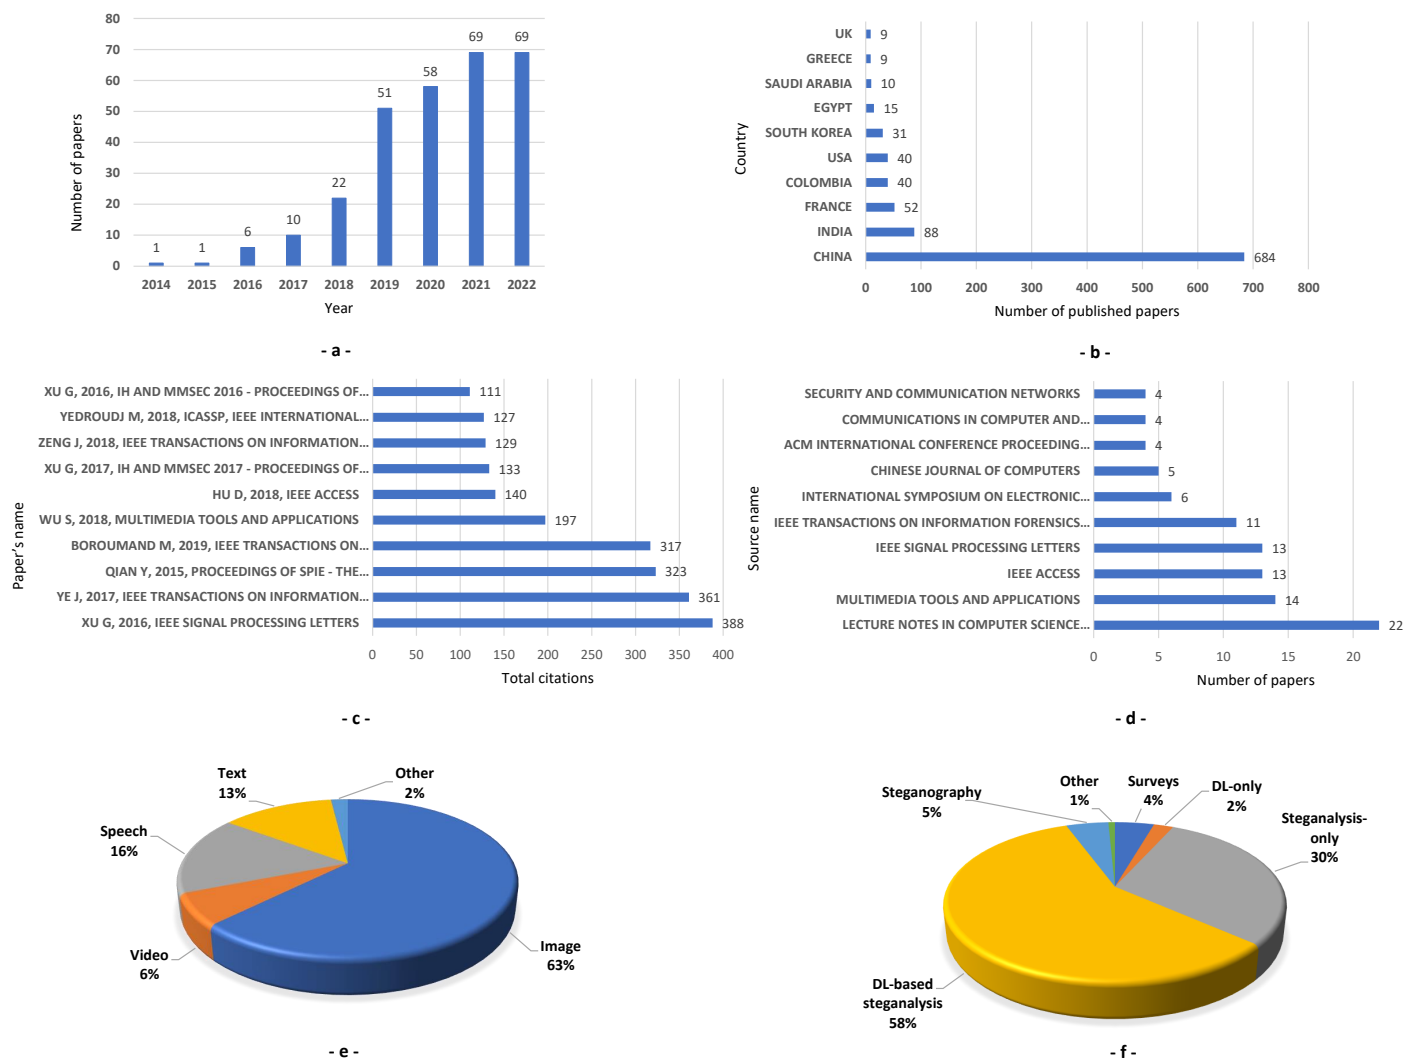 80
70
60
50
40
30
20
10
0
Number of papers
1
1
6
10
22
51
58
69
69
2014 2015 2016 2017 2018 2019 2020 2021 2022
Year
- a -
Country
UK 9
GREECE 9
SAUDI ARABIA 10
EGYPT 15
SOUTH KOREA 31
USA 40
COLOMBIA 40
FRANCE 52
INDIA 88
CHINA 684
0 100 200 300 400 500 600 700 800
Number of published papers
- b -
Paper's name
XU G, 2016, IH AND MMSEC 2016 - PROCEEDINGS OF… 111
YEDROUDJ M, 2018, ICASSP, IEEE INTERNATIONAL… 127
ZENG J, 2018, IEEE TRANSACTIONS ON INFORMATION… 129
XU G, 2017, IH AND MMSEC 2017 - PROCEEDINGS OF… 133
HU D, 2018, IEEE ACCESS 140
WU S, 2018, MULTIMEDIA TOOLS AND APPLICATIONS 197
BOROUMAND M, 2019, IEEE TRANSACTIONS ON… 317
QIAN Y, 2015, PROCEEDINGS OF SPIE - THE… 323
YE J, 2017, IEEE TRANSACTIONS ON INFORMATION… 361
XU G, 2016, IEEE SIGNAL PROCESSING LETTERS 388
0 50 100 150 200 250 300 350 400
Total citations
- c -
Source name
SECURITY AND COMMUNICATION NETWORKS 4
COMMUNICATIONS IN COMPUTER AND… 4
ACM INTERNATIONAL CONFERENCE PROCEEDING… 4
CHINESE JOURNAL OF COMPUTERS 5
INTERNATIONAL SYMPOSIUM ON ELECTRONIC… 6
IEEE TRANSACTIONS ON INFORMATION FORENSICS… 11
IEEE SIGNAL PROCESSING LETTERS 13
IEEE ACCESS 13
MULTIMEDIA TOOLS AND APPLICATIONS 14
LECTURE NOTES IN COMPUTER SCIENCE… 22
0 5 10 15 20
Number of papers
- d -
Text
13%
Other
2%
Speech
16%
Video
6%
Image
63%
- e -
Steganography
5%
Other
1%
Surveys
4%
DL-only
2%
Steganalysis-
only
30%
DL-based
steganalysis
58%
- f -